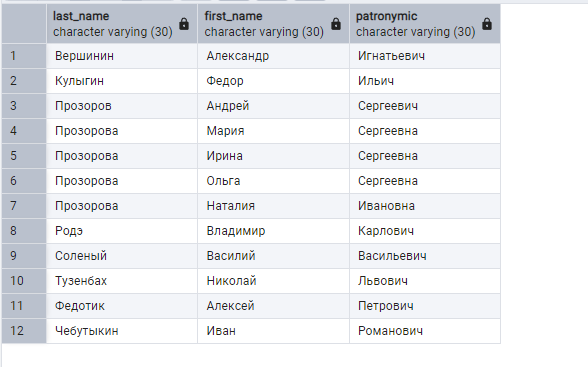 last_name first_name patronymic
character varying (30) character varying (30) character varying (30)
1 Вершинин Александр Игнатьевич
2 Кулыгин Федор Ильич
3 Прозоров Андрей Сергеевич
4 Прозорова Мария Сергеевна
5 Прозорова Ирина Сергеевна
6 Прозорова Ольга Сергеевна
7 Прозорова Наталия Ивановна
8 Родэ Владимир Карлович
9 Соленый Василий Васильевич
10 Тузенбах Николай Львович
11 Федотик Алексей Петрович
12 Чебутыкин Иван Романович